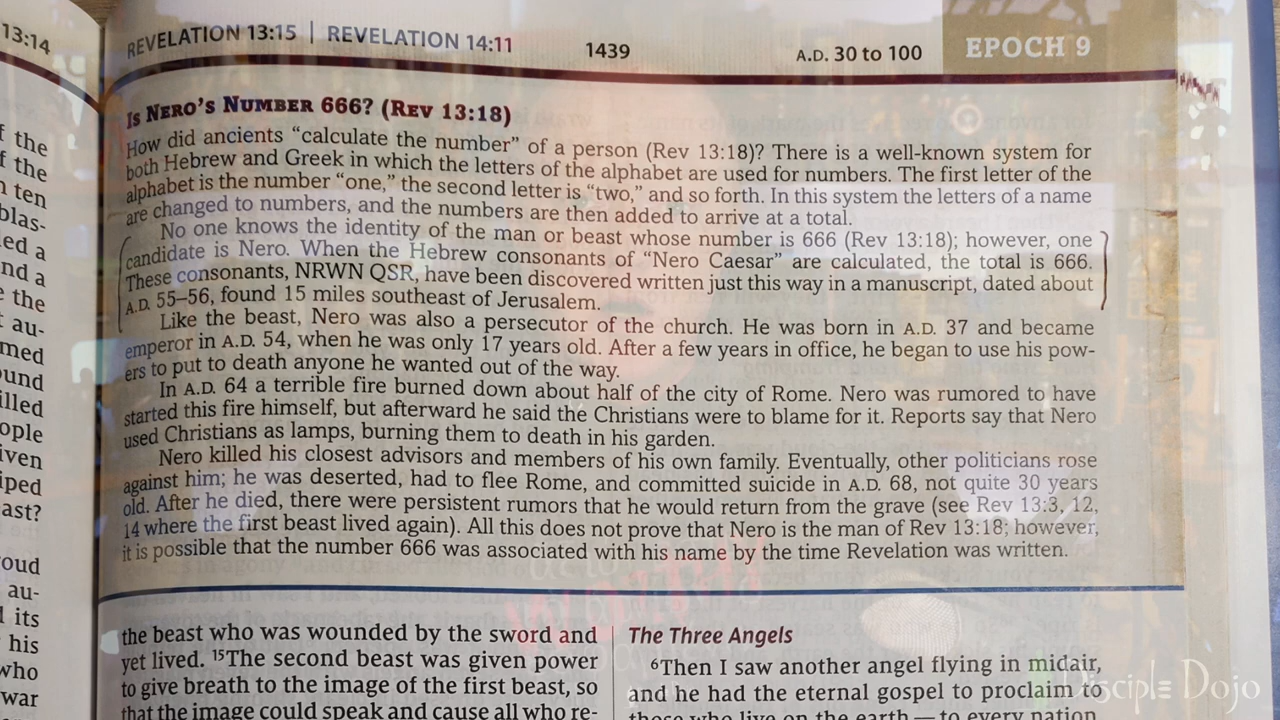 13:14
f the
f the
n ten
blas-
led a
nd a
e the
t au-
med
ound
illed
ople
iven
iped
ast?
oud
au-
l its
his
who
war
REVELATION 13:15 | REVELATION 14:11
1439
A.D. 30 to 100
EPOCH 9
IS NERO'S NUMBER 666? (REV 13:18)
How did ancients "calculate the number" of a person (Rev 13:18)? There is a well-known system for
both Hebrew and Greek in which the letters of the alphabet are used for numbers. The first letter of the
alphabet is the number "one," the second letter is "two," and so forth. In this system the letters of a name
are changed to numbers, and the numbers are then added to arrive at a total.
No one knows the identity of the man or beast whose number is 666 (Rev 13:18); however, one
candidate is Nero. When the Hebrew consonants of "Nero Caesar" are calculated, the total is 666.
These consonants, NRWN QSR, have been discovered written just this way in a manuscript, dated about
A.D. 55–56, found 15 miles southeast of Jerusalem.
Like the beast, Nero was also a persecutor of the church. He was born in A.D. 37 and became
emperor in A.D. 54, when he was only 17 years old. After a few years in office, he began to use his pow-
ers to put to death anyone he wanted out of the way.
In A.D. 64 a terrible fire burned down about half of the city of Rome. Nero was rumored to have
started this fire himself, but afterward he said the Christians were to blame for it. Reports say that Nero
used Christians as lamps, burning them to death in his garden.
Nero killed his closest advisors and members of his own family. Eventually, other politicians rose
against him; he was deserted, had to flee Rome, and committed suicide in A.D. 68, not quite 30 years
old. After he died, there were persistent rumors that he would return from the grave (see Rev 13:3, 12,
14 where the first beast lived again). All this does not prove that Nero is the man of Rev 13:18; however,
it is possible that the number 666 was associated with his name by the time Revelation was written.
the beast who was wounded by the sword and
yet lived. 15The second beast was given power
to give breath to the image of the first beast, so
that the image could speak and cause all who re-
The Three Angels
6Then I saw another angel flying in midair,
and he had the eternal gospel to proclaim to
those who live on the earth — to every nation
Disciple Dojo